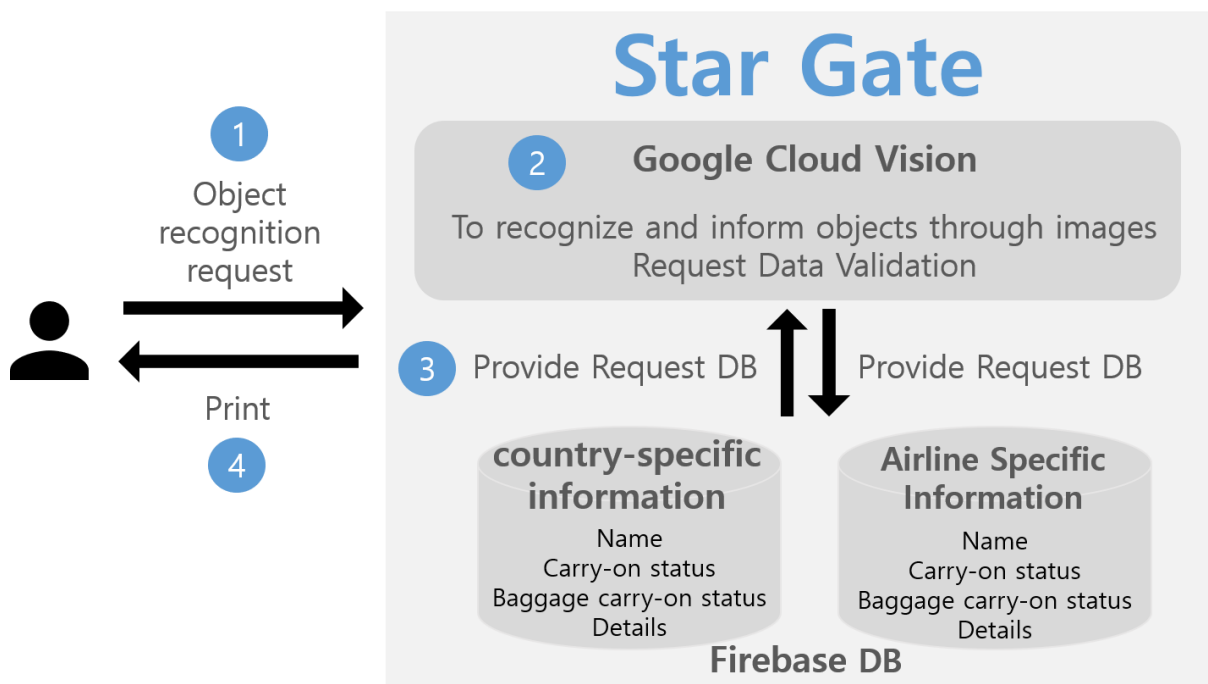 Star Gate
1
Object
recognition
request
Print
4
2
Google Cloud Vision
To recognize and inform objects through images
Request Data Validation
3
Provide Request DB
Provide Request DB
country-specific
information
Name
Carry-on status
Baggage carry-on status
Details
Airline Specific
Information
Name
Carry-on status
Baggage carry-on status
Details
Firebase DB